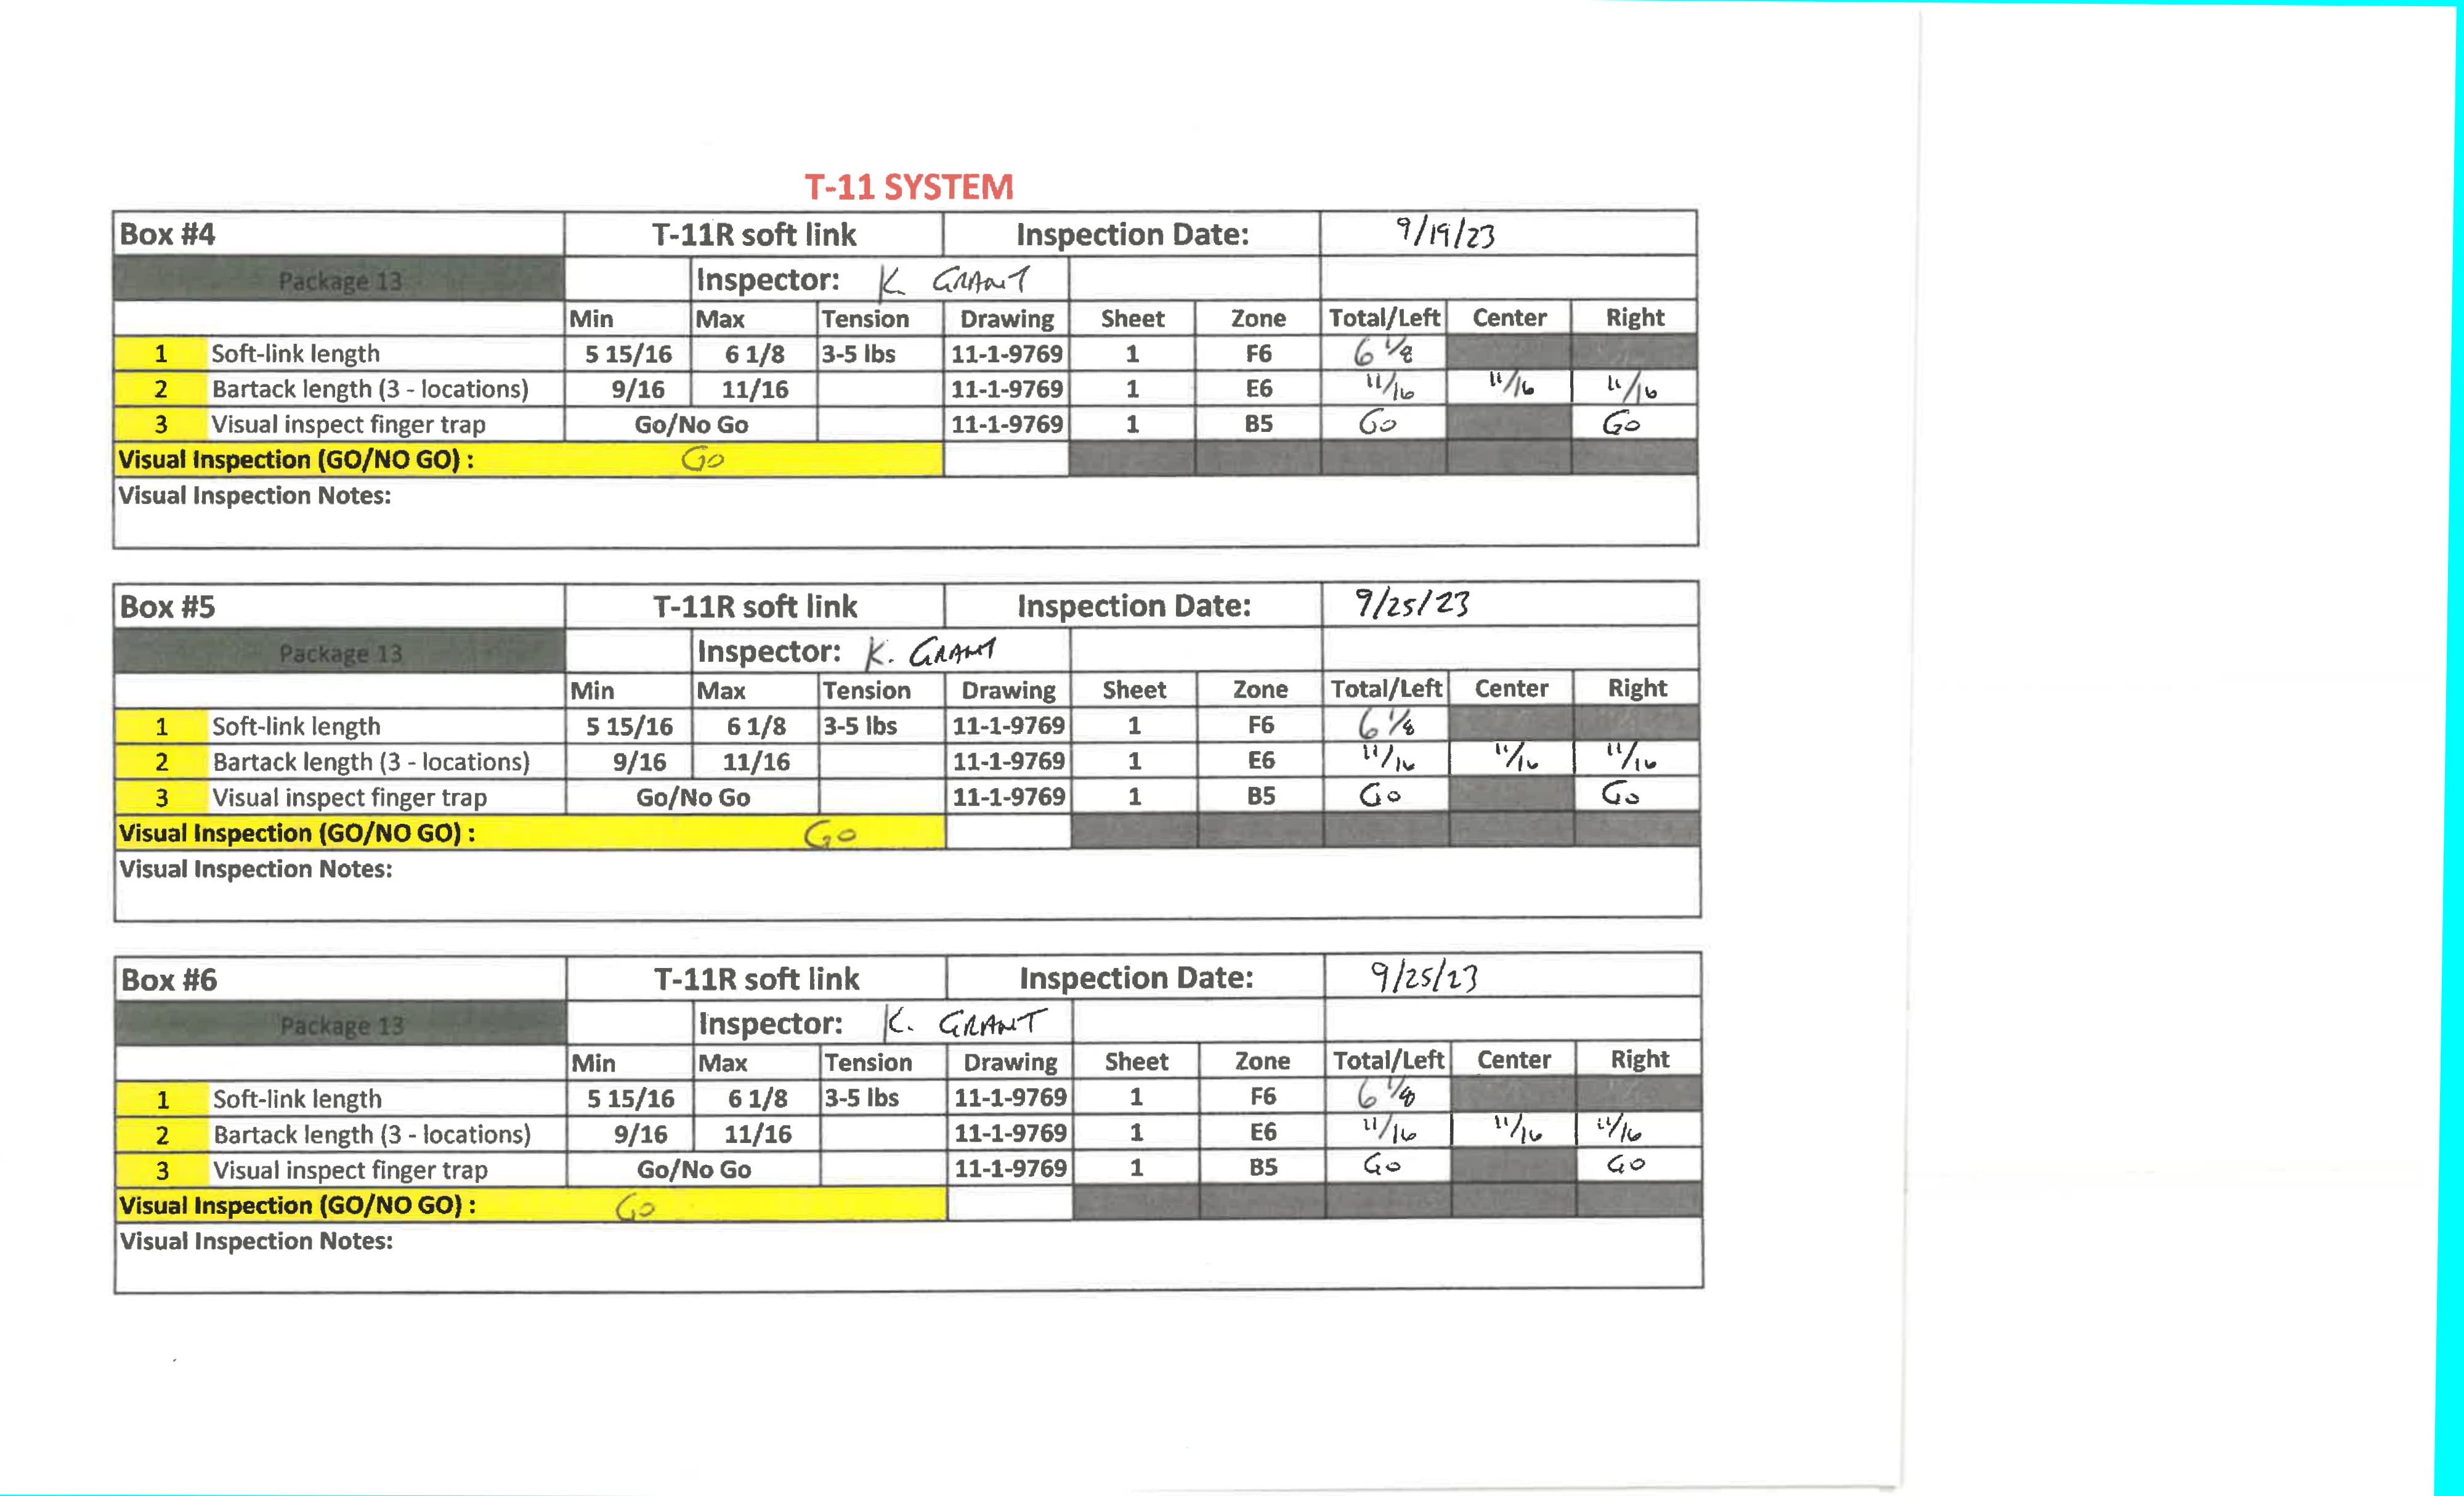 T-11 SYSTEM
Box #4 T-11R soft link Inspection Date: 9/19/23
Package 13 Inspector: K GRANT
Min Max Tension Drawing Sheet Zone Total/Left Center Right
1 Soft-link length 5 15/16 6 1/8 3-5 lbs 11-1-9769 1 F6 6 1/8
2 Bartack length (3 - locations) 9/16 11/16 11-1-9769 1 E6 11/16 11/16 11/16
3 Visual inspect finger trap Go/No Go 11-1-9769 1 B5 Go Go
Visual Inspection (GO/NO GO) : Go
Visual Inspection Notes:
Box #5 T-11R soft link Inspection Date: 9/25/23
Package 13 Inspector: K. GRANT
Min Max Tension Drawing Sheet Zone Total/Left Center Right
1 Soft-link length 5 15/16 6 1/8 3-5 lbs 11-1-9769 1 F6 6 1/8
2 Bartack length (3 - locations) 9/16 11/16 11-1-9769 1 E6 11/16 11/16 11/16
3 Visual inspect finger trap Go/No Go 11-1-9769 1 B5 Go Go
Visual Inspection (GO/NO GO) : Go
Visual Inspection Notes:
Box #6 T-11R soft link Inspection Date: 9/25/23
Package 13 Inspector: K. GRANT
Min Max Tension Drawing Sheet Zone Total/Left Center Right
1 Soft-link length 5 15/16 6 1/8 3-5 lbs 11-1-9769 1 F6 6 1/8
2 Bartack length (3 - locations) 9/16 11/16 11-1-9769 1 E6 11/16 11/16 11/16
3 Visual inspect finger trap Go/No Go 11-1-9769 1 B5 Go Go
Visual Inspection (GO/NO GO) : Go
Visual Inspection Notes: